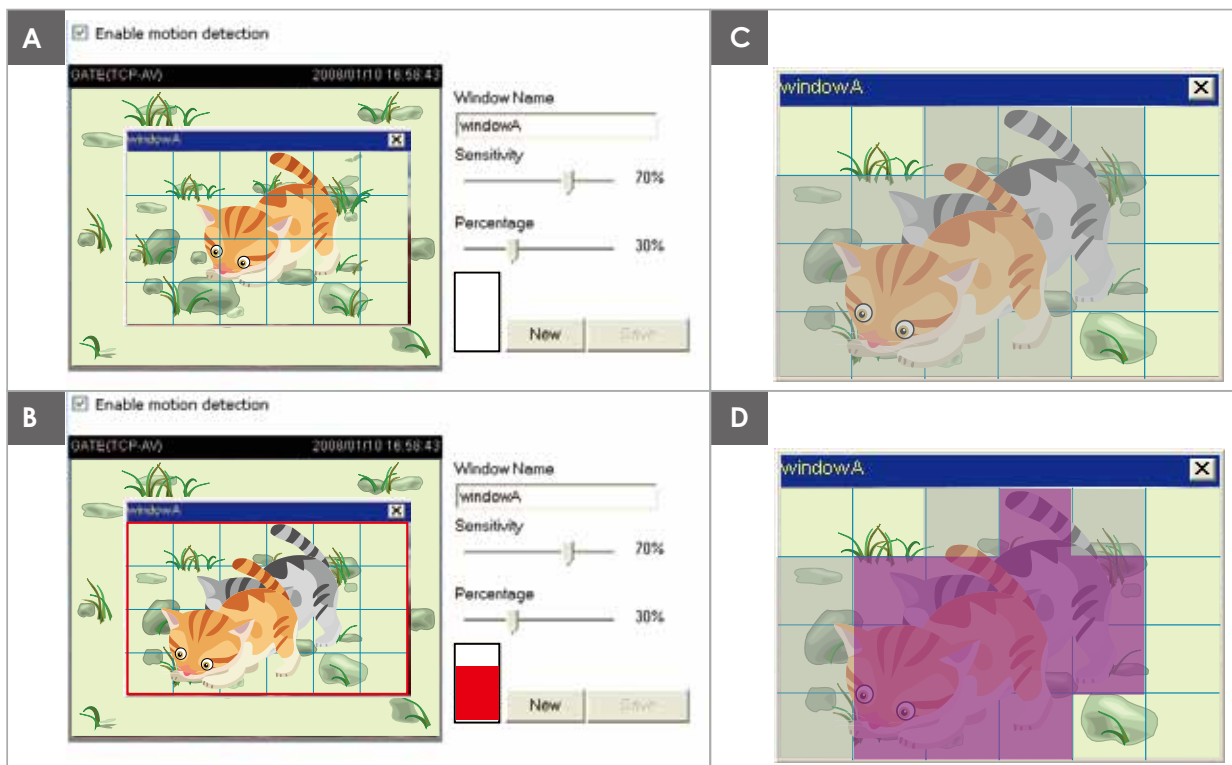 A
Enable motion detection
GATE(TCP-AV) 2008/01/10 16:58:43
windowA
Window Name
windowA
Sensitivity
70%
Percentage
30%
New Save
B
Enable motion detection
GATE(TCP-AV) 2008/01/10 16:58:43
windowA
Window Name
windowA
Sensitivity
70%
Percentage
30%
New Save
C
windowA
D
windowA